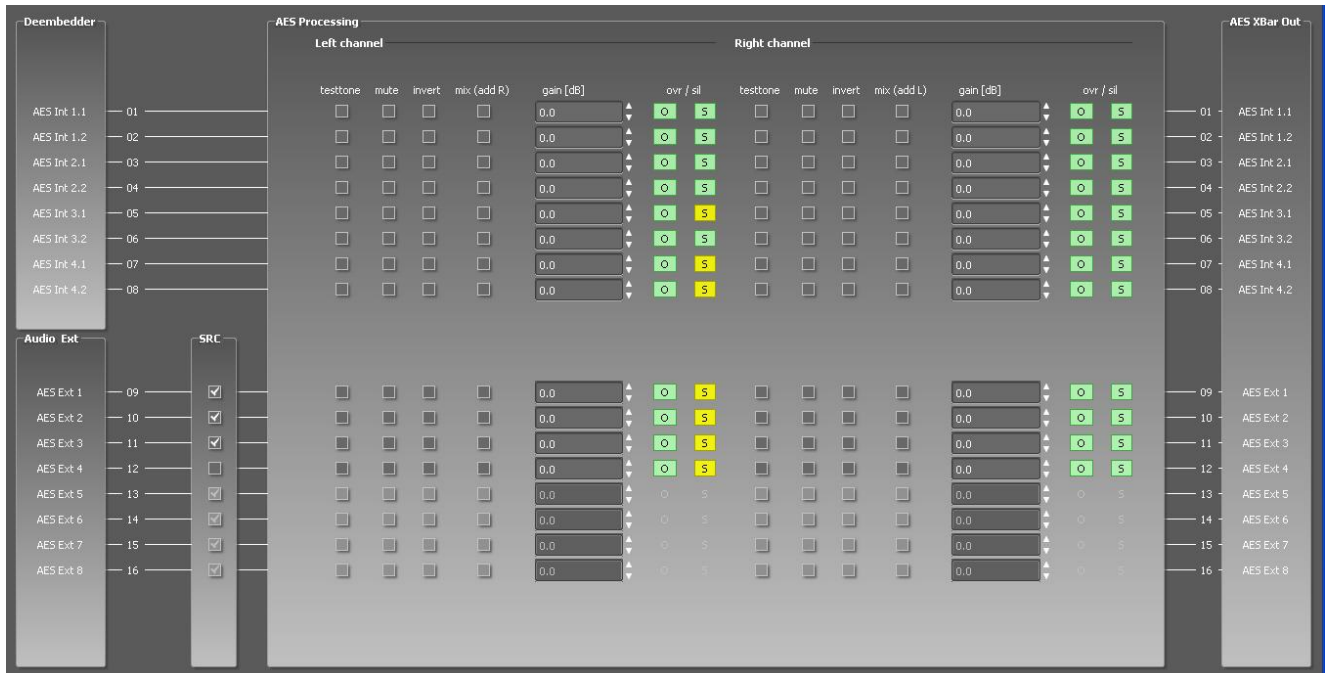 Deembedder AES Processing AES XBar Out
Left channel Right channel
testtone mute invert mix (add R) gain [dB] ovr / sil testtone mute invert mix (add L) gain [dB] ovr / sil
AES Int 1.1 01 0.0 O S 0.0 O S 01 AES Int 1.1
AES Int 1.2 02 0.0 O S 0.0 O S 02 AES Int 1.2
AES Int 2.1 03 0.0 O S 0.0 O S 03 AES Int 2.1
AES Int 2.2 04 0.0 O S 0.0 O S 04 AES Int 2.2
AES Int 3.1 05 0.0 O S 0.0 O S 05 AES Int 3.1
AES Int 3.2 06 0.0 O S 0.0 O S 06 AES Int 3.2
AES Int 4.1 07 0.0 O S 0.0 O S 07 AES Int 4.1
AES Int 4.2 08 0.0 O S 0.0 O S 08 AES Int 4.2
Audio Ext SRC
AES Ext 1 09 0.0 O S 0.0 O S 09 AES Ext 1
AES Ext 2 10 0.0 O S 0.0 O S 10 AES Ext 2
AES Ext 3 11 0.0 O S 0.0 O S 11 AES Ext 3
AES Ext 4 12 0.0 O S 0.0 O S 12 AES Ext 4
AES Ext 5 13 0.0 O S 0.0 O S 13 AES Ext 5
AES Ext 6 14 0.0 O S 0.0 O S 14 AES Ext 6
AES Ext 7 15 0.0 O S 0.0 O S 15 AES Ext 7
AES Ext 8 16 0.0 O S 0.0 O S 16 AES Ext 8